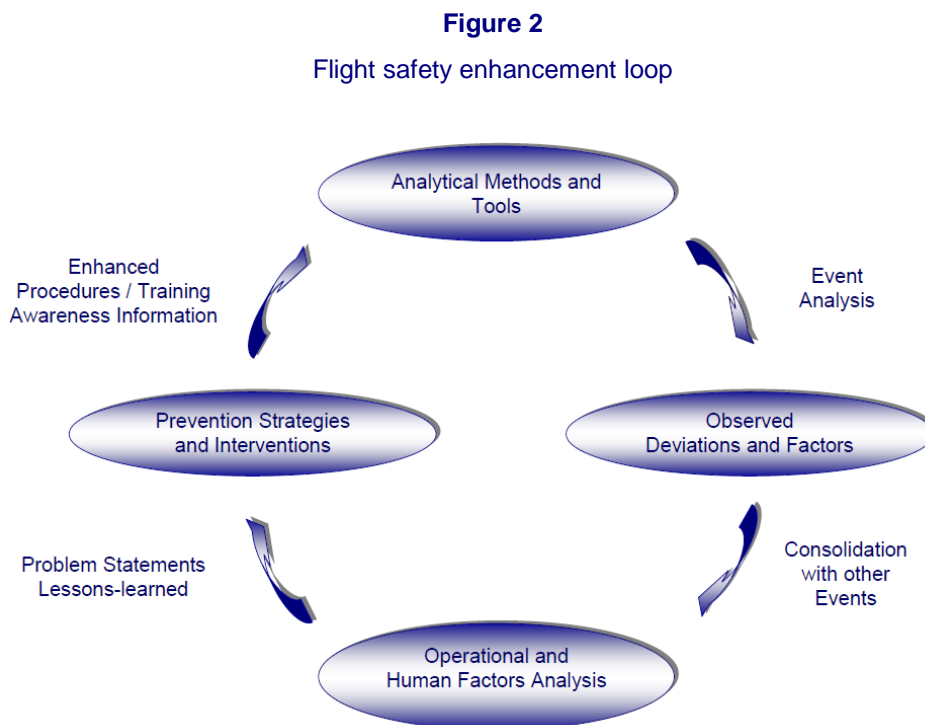 Figure 2
Flight safety enhancement loop
Analytical Methods and
Tools
Enhanced
Procedures / Training
Awareness Information
Event
Analysis
Prevention Strategies
and Interventions
Observed
Deviations and Factors
Problem Statements
Lessons-learned
Consolidation
with other
Events
Operational and
Human Factors Analysis